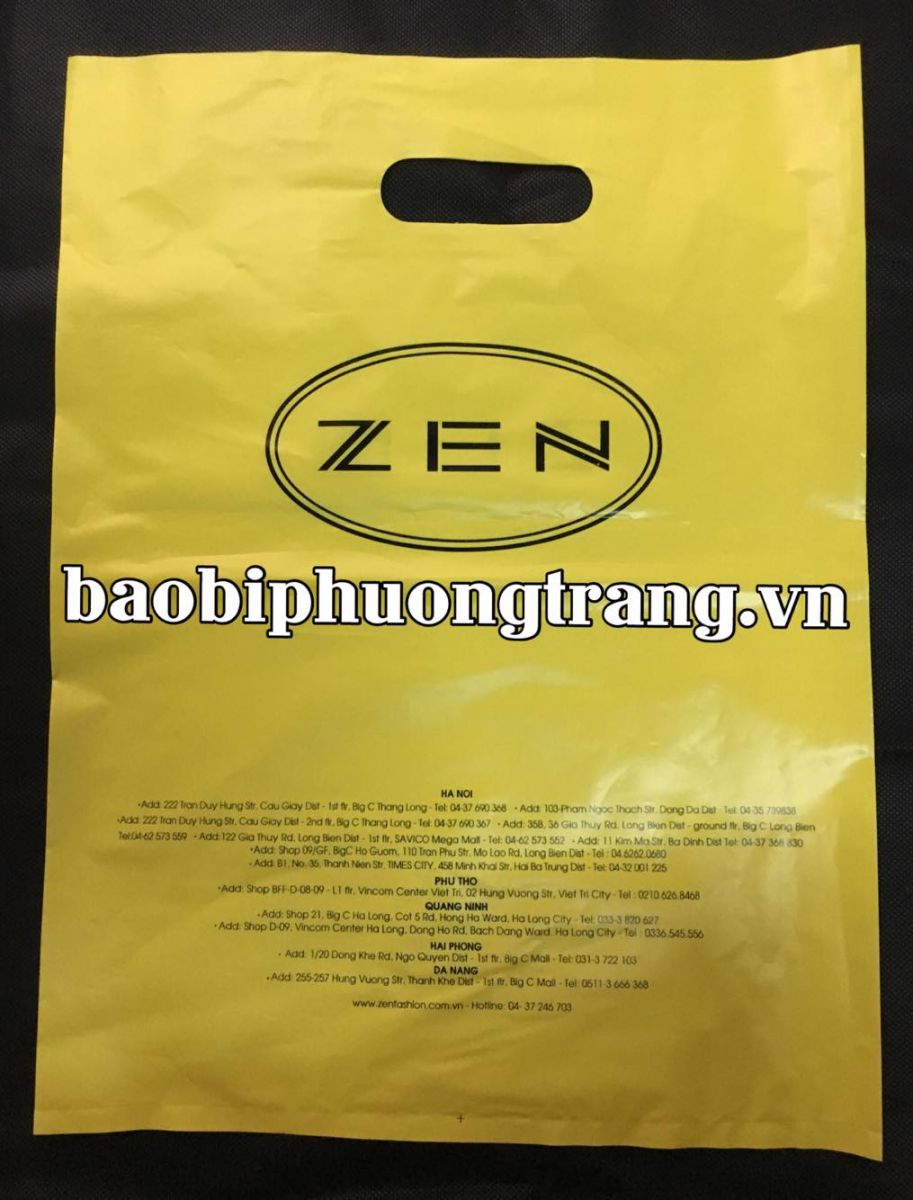 ZEN
baobiphuongtrang.vn
HA NOI
•Add: 222 Tran Duy Hung Str. Cau Giay Dist - 1st flr, Big C Thang Long - Tel: 04-37 690 368 •Add: 103-Pham Ngoc Thach Str. Dong Da Dist Tel: 04-35 739838
•Add: 222 Tran Duy Hung Str, Cau Giay Dist - 2nd flr, Big C Thang Long - Tel: 04-37 690 367 •Add: 35B, 36 Gia Thuy Rd, Long Bien Dist - ground flr, Big C Long Bien
Tel:04-62 573 559 •Add:122 Gia Thuy Rd, Long Bien Dist - 1st flr, SAVICO Mega Mall - Tel: 04-62 573 552 •Add: 11 Kim Ma Str, Ba Dinh Dist Tel: 04-37 368 830
•Add: Shop 09/GF, BigC Ho Guom, 110 Tran Phu Str. Mo Lao Rd, Long Bien Dist - Tel : 04.6262.0680
•Add: B1, No. 35, Thanh Nien Str, TIMES CITY, 458 Minh Khai Str, Hai Ba Trung Dist - Tel: 04-32 001 225
PHU THO
•Add: Shop BFF-D-08-09 - L1 flr, Vincom Center Viet Tri, 02 Hung Vuong Str, Viet Tri City - Tel : 0210.626.8468
QUANG NINH
•Add: Shop 21, Big C Ha Long, Cot 5 Rd, Hong Ha Ward, Ha Long City - Tel: 033-3 820 627
•Add: Shop D-09, Vincom Center Ha Long, Dong Ho Rd, Bach Dang Ward, Ha Long City - Tel : 0336.545.556
HAI PHONG
•Add: 1/20 Dong Khe Rd, Ngo Quyen Dist - 1st flr, Big C Mall - Tel: 031-3 722 103
DA NANG
•Add: 255-257 Hung Vuong Str, Thanh Khe Dist - 1st flr, Big C Mall - Tel: 0511-3 666 368
www.zenfashion.com.vn - Hotline: 04- 37 246 703